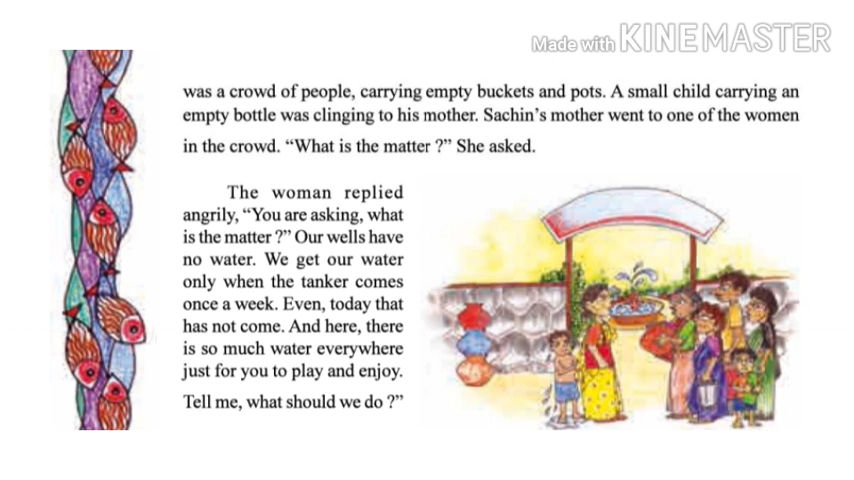 Made with KINEMASTER
was a crowd of people, carrying empty buckets and pots. A small child carrying an
empty bottle was clinging to his mother. Sachin's mother went to one of the women
in the crowd. “What is the matter ?” She asked.
The woman replied
angrily, “You are asking, what
is the matter ?” Our wells have
no water. We get our water
only when the tanker comes
once a week. Even, today that
has not come. And here, there
is so much water everywhere
just for you to play and enjoy.
Tell me, what should we do ?”